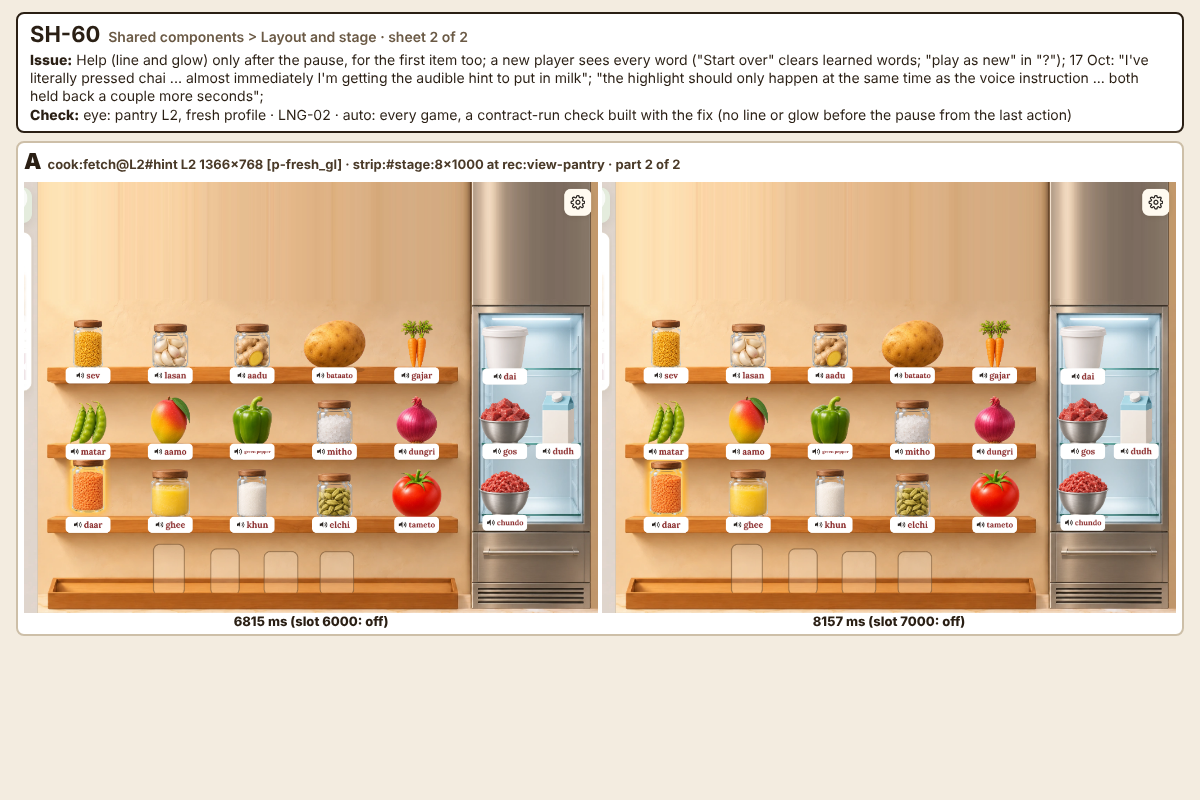 SH-60 Shared components > Layout and stage · sheet 2 of 2
Issue: Help (line and glow) only after the pause, for the first item too; a new player sees every word ("Start over" clears learned words; "play as new" in "?"); 17 Oct: "I've
literally pressed chai ... almost immediately I'm getting the audible hint to put in milk"; "the highlight should only happen at the same time as the voice instruction ... both
held back a couple more seconds";
Check: eye: pantry L2, fresh profile · LNG-02 · auto: every game, a contract-run check built with the fix (no line or glow before the pause from the last action)
A cook:fetch@L2#hint L2 1366×768 [p-fresh_gl] · strip:#stage:8×1000 at rec:view-pantry · part 2 of 2
sev lasan aadu bataato gajar dai
matar aamo green pepper mitho dungri gos dudh
daar ghee khun elchi tameto chundo
6815 ms (slot 6000: off)
sev lasan aadu bataato gajar dai
matar aamo green pepper mitho dungri gos dudh
daar ghee khun elchi tameto chundo
8157 ms (slot 7000: off)